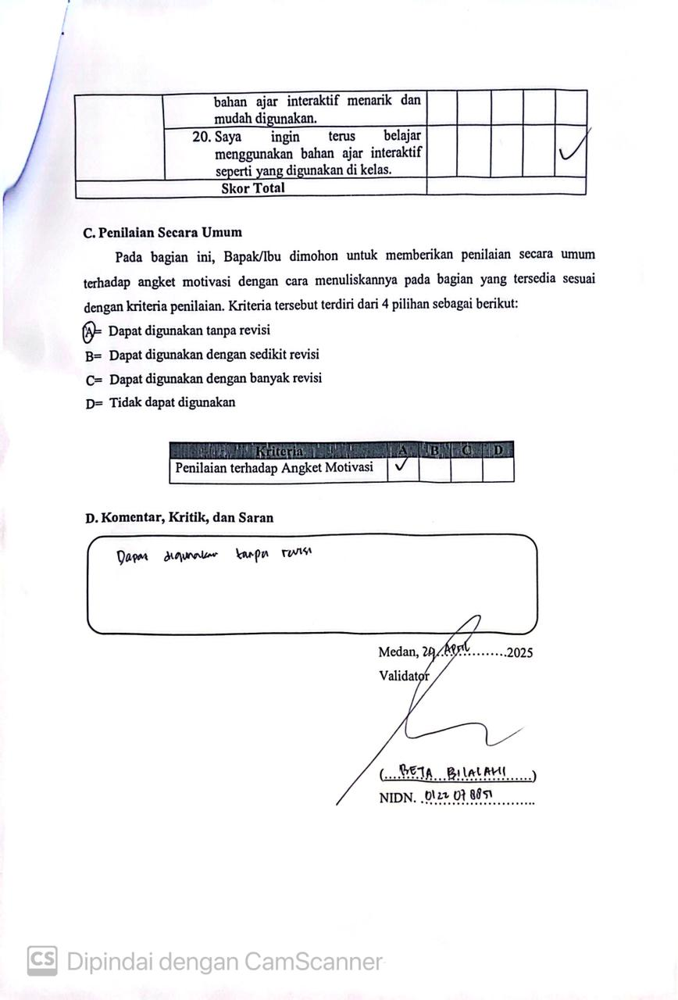 bahan ajar interaktif menarik dan
mudah digunakan.
20. Saya ingin terus belajar
menggunakan bahan ajar interaktif
seperti yang digunakan di kelas.
Skor Total
C. Penilaian Secara Umum
Pada bagian ini, Bapak/Ibu dimohon untuk memberikan penilaian secara umum
terhadap angket motivasi dengan cara menuliskannya pada bagian yang tersedia sesuai
dengan kriteria penilaian. Kriteria tersebut terdiri dari 4 pilihan sebagai berikut:
A= Dapat digunakan tanpa revisi
B= Dapat digunakan dengan sedikit revisi
C= Dapat digunakan dengan banyak revisi
D= Tidak dapat digunakan
Kriteria A B C D
Penilaian terhadap Angket Motivasi ✓
D. Komentar, Kritik, dan Saran
Dapat digunakan tanpa revisi
Medan, 29 April 2025
Validator
(....BETA BILALAHI....)
NIDN. 0122078851
CS Dipindai dengan CamScanner